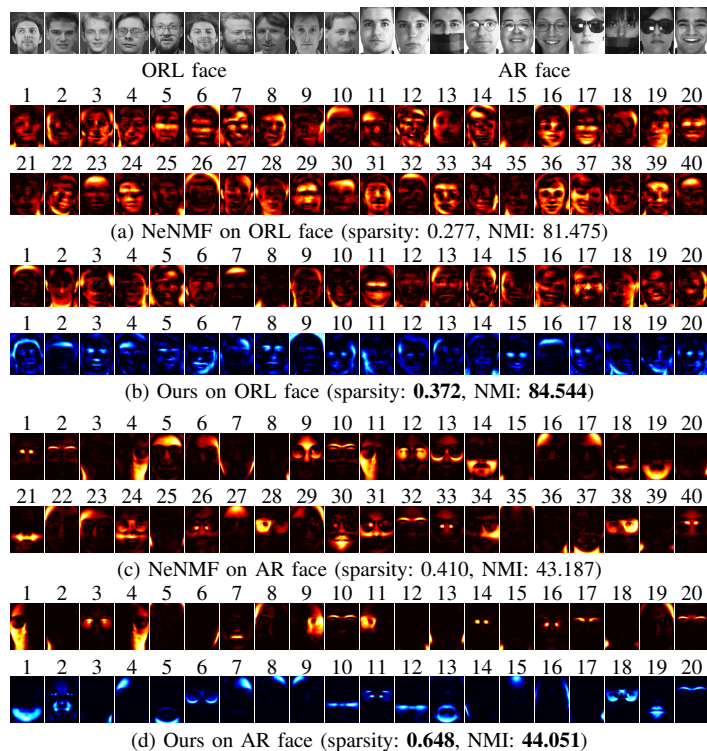 ORL face AR face
1 2 3 4 5 6 7 8 9 10 11 12 13 14 15 16 17 18 19 20
21 22 23 24 25 26 27 28 29 30 31 32 33 34 35 36 37 38 39 40
(a) NeNMF on ORL face (sparsity: 0.277, NMI: 81.475)
1 2 3 4 5 6 7 8 9 10 11 12 13 14 15 16 17 18 19 20
1 2 3 4 5 6 7 8 9 10 11 12 13 14 15 16 17 18 19 20
(b) Ours on ORL face (sparsity: 0.372, NMI: 84.544)
1 2 3 4 5 6 7 8 9 10 11 12 13 14 15 16 17 18 19 20
21 22 23 24 25 26 27 28 29 30 31 32 33 34 35 36 37 38 39 40
(c) NeNMF on AR face (sparsity: 0.410, NMI: 43.187)
1 2 3 4 5 6 7 8 9 10 11 12 13 14 15 16 17 18 19 20
1 2 3 4 5 6 7 8 9 10 11 12 13 14 15 16 17 18 19 20
(d) Ours on AR face (sparsity: 0.648, NMI: 44.051)